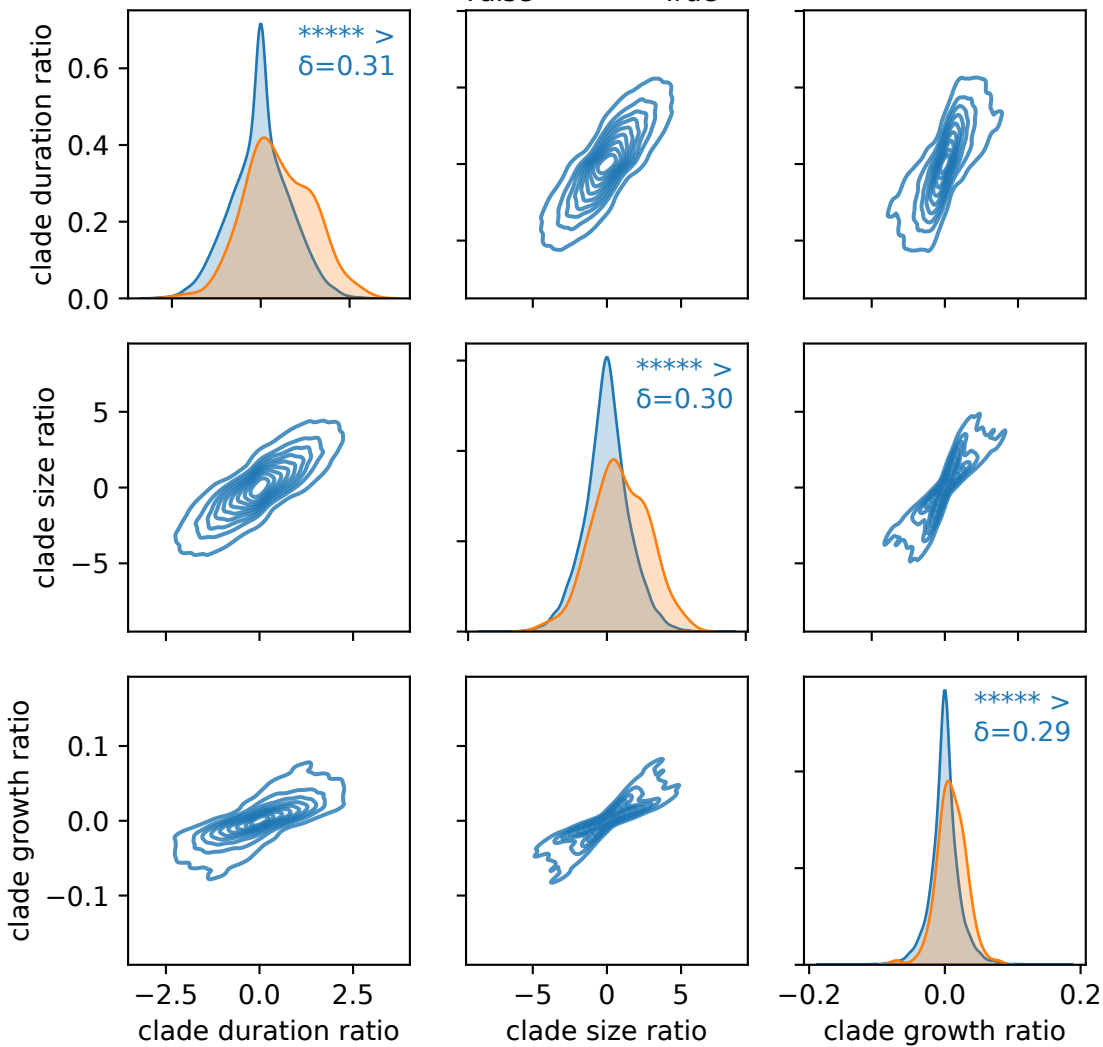 ***** >
δ=0.31
clade duration ratio
0.6
0.4
0.2
0.0
***** >
δ=0.30
clade size ratio
5
0
−5
***** >
δ=0.29
clade growth ratio
0.1
0.0
−0.1
−2.5 0.0 2.5
−5 0 5
−0.2 0.0 0.2
clade duration ratio
clade size ratio
clade growth ratio